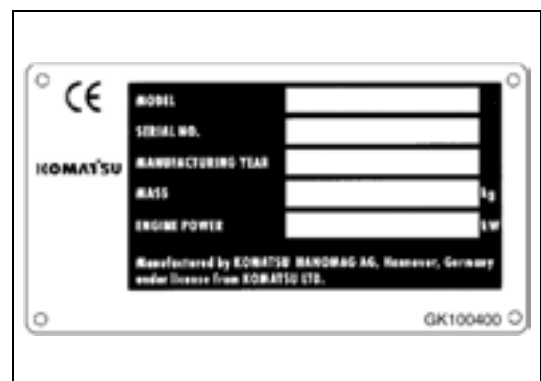 CE
KOMATSU
MODEL
SERIAL NO.
MANUFACTURING YEAR
MASS kg
ENGINE POWER kW
Manufactured by KOMATSU HANOMAG AG, Hannover, Germany
under license from KOMATSU LTD.
GK100400